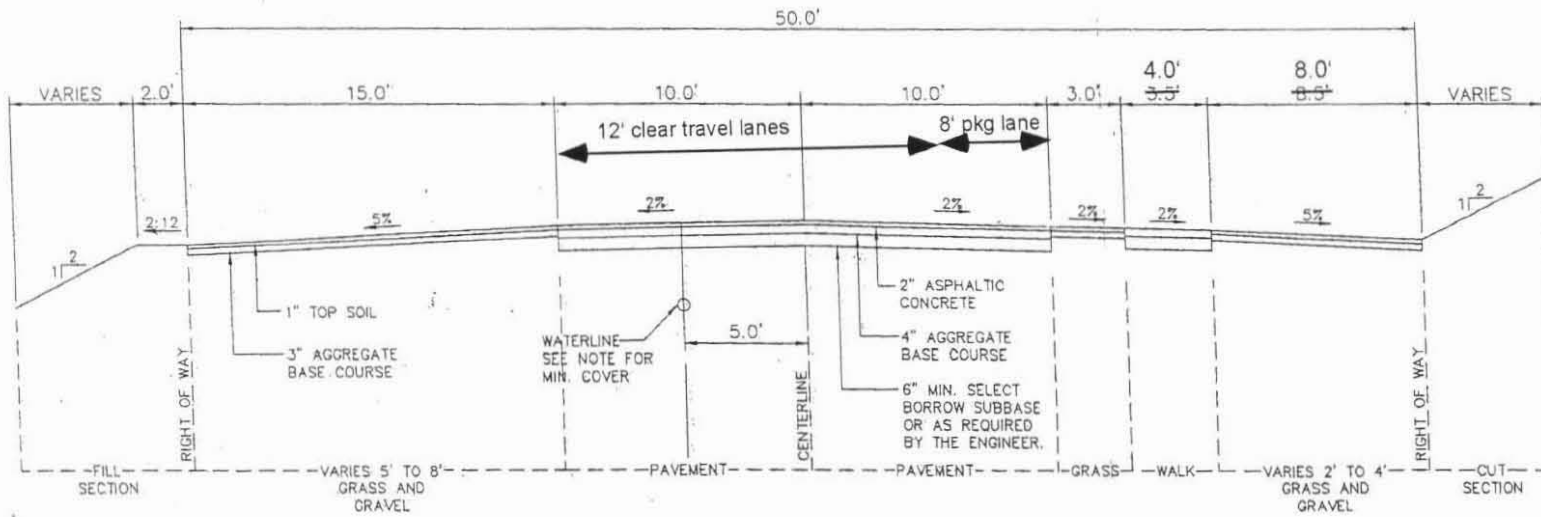 50.0'
4.0' 8.0'
VARIES 2.0' 15.0' 10.0' 10.0' 3.0' 3.5' 8.5' VARIES
12' clear travel lanes 8' pkg lane
2:12 5% 2% 2% 2% 2% 5%
2
1
2
1
1" TOP SOIL
3" AGGREGATE
BASE COURSE
WATERLINE
SEE NOTE FOR
MIN. COVER
5.0'
2" ASPHALTIC
CONCRETE
4" AGGREGATE
BASE COURSE
6" MIN. SELECT
BORROW SUBBASE
OR AS REQUIRED
BY THE ENGINEER.
RIGHT OF WAY
CENTERLINE
RIGHT OF WAY
FILL
SECTION
VARIES 5' TO 8'
GRASS AND
GRAVEL
PAVEMENT
PAVEMENT
GRASS
WALK
VARIES 2' TO 4'
GRASS AND
GRAVEL
CUT
SECTION